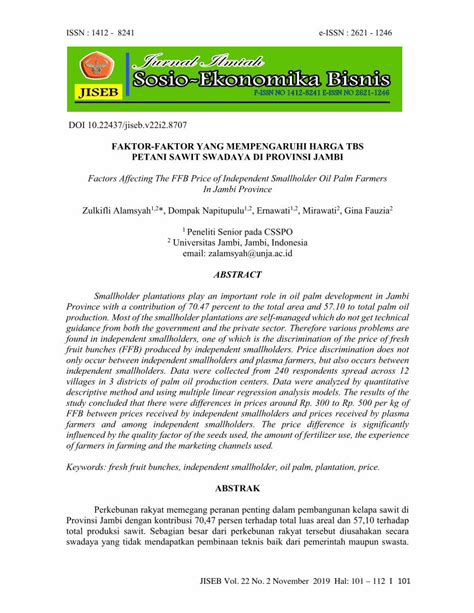 ISSN : 1412 - 8241 e-ISSN : 2621 - 1246
Jurnal Ilmiah
Sosio-Ekonomika Bisnis
JISEB
P-ISSN NO 1412-8241 E-ISSN 2621-1246
DOI 10.22437/jiseb.v22i2.8707
FAKTOR-FAKTOR YANG MEMPENGARUHI HARGA TBS
PETANI SAWIT SWADAYA DI PROVINSI JAMBI
Factors Affecting The FFB Price of Independent Smallholder Oil Palm Farmers
In Jambi Province
Zulkifli Alamsyah1,2*, Dompak Napitupulu1,2, Ernawati1,2, Mirawati2, Gina Fauzia2
1 Peneliti Senior pada CSSPO
2 Universitas Jambi, Jambi, Indonesia
email: zalamsyah@unja.ac.id
ABSTRACT
Smallholder plantations play an important role in oil palm development in Jambi
Province with a contribution of 70.47 percent to the total area and 57.10 to total palm oil
production. Most of the smallholder plantations are self-managed which do not get technical
guidance from both the government and the private sector. Therefore various problems are
found in independent smallholders, one of which is the discrimination of the price of fresh
fruit bunches (FFB) produced by independent smallholders. Price discrimination does not
only occur between independent smallholders and plasma farmers, but also occurs between
independent smallholders. Data were collected from 240 respondents spread across 12
villages in 3 districts of palm oil production centers. Data were analyzed by quantitative
descriptive method and using multiple linear regression analysis models. The results of the
study concluded that there were differences in prices around Rp. 300 to Rp. 500 per kg of
FFB between prices received by independent smallholders and prices received by plasma
farmers and among independent smallholders. The price difference is significantly
influenced by the quality factor of the seeds used, the amount of fertilizer use, the experience
of farmers in farming and the marketing channels used.
Keywords: fresh fruit bunches, independent smallholder, oil palm, plantation, price.
ABSTRAK
Perkebunan rakyat memegang peranan penting dalam pembangunan kelapa sawit di
Provinsi Jambi dengan kontribusi 70,47 persen terhadap total luas areal dan 57,10 terhadap
total produksi sawit. Sebagian besar dari perkebunan rakyat tersebut diusahakan secara
swadaya yang tidak mendapatkan pembinaan teknis baik dari pemerintah maupun swasta.
JISEB Vol. 22 No. 2 November 2019 Hal: 101 – 112 I 101